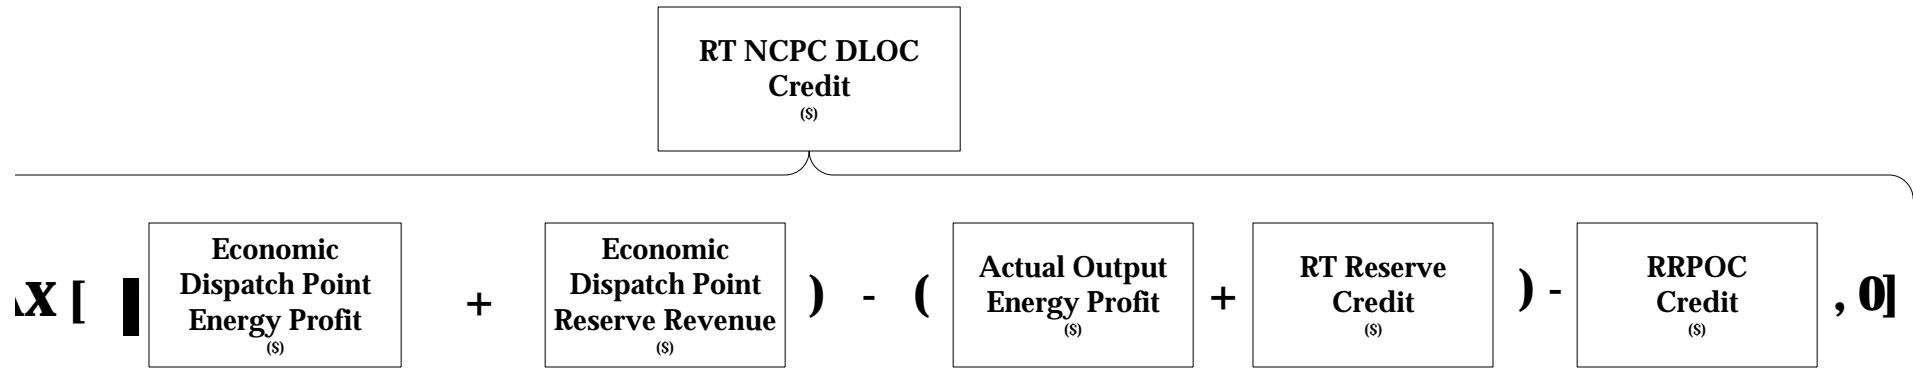 RT NCPC DLOC
Credit
($)
X [
Economic
Dispatch Point
Energy Profit
($)
+
Economic
Dispatch Point
Reserve Revenue
($)
) - (
Actual Output
Energy Profit
($)
+
RT Reserve
Credit
($)
) -
RRPOC
Credit
($)
, 0]